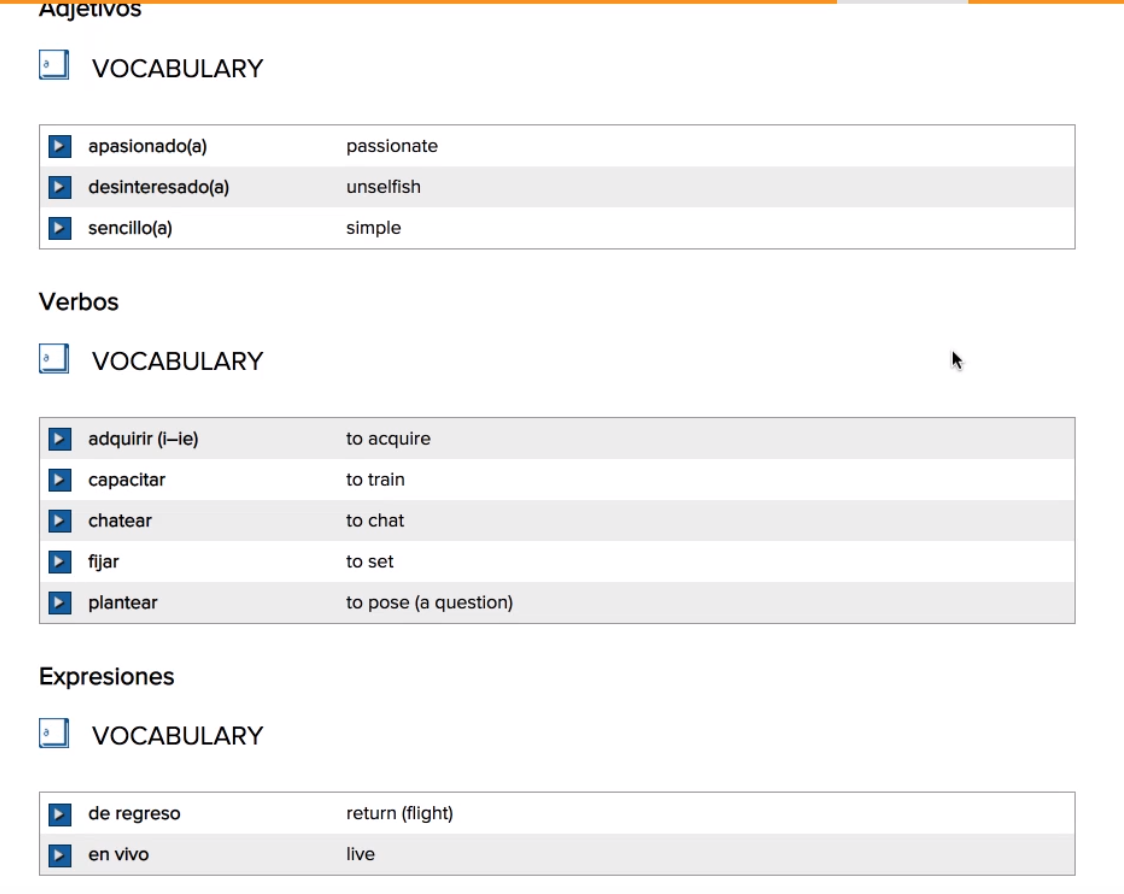 Adjetivos
VOCABULARY
apasionado(a) passionate
desinteresado(a) unselfish
sencillo(a) simple
Verbos
VOCABULARY
adquirir (i–ie) to acquire
capacitar to train
chatear to chat
fijar to set
plantear to pose (a question)
Expresiones
VOCABULARY
de regreso return (flight)
en vivo live